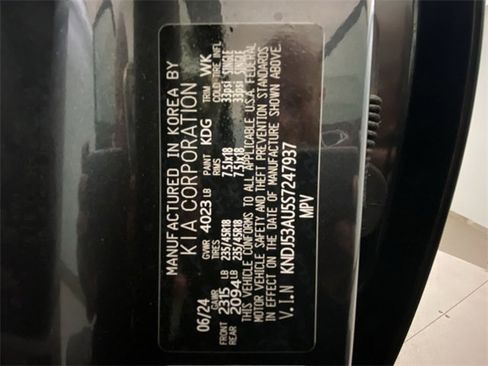 MANUFACTURED IN KOREA BY
KIA CORPORATION
06/24 GVWR 4023 LB PAINT KDG TRIM WK
GAWR TIRES RIMS COLD TIRE INFL
FRONT 2315 LB 235/45R18 7.5Jx18 33psi SINGLE
REAR 2094 LB 235/45R18 7.5Jx18 33psi SINGLE
THIS VEHICLE CONFORMS TO ALL APPLICABLE U.S.A. FEDERAL
MOTOR VEHICLE SAFETY AND THEFT PREVENTION STANDARDS
IN EFFECT ON THE DATE OF MANUFACTURE SHOWN ABOVE.
V.I.N KNDJ53AU5S7247937
MPV